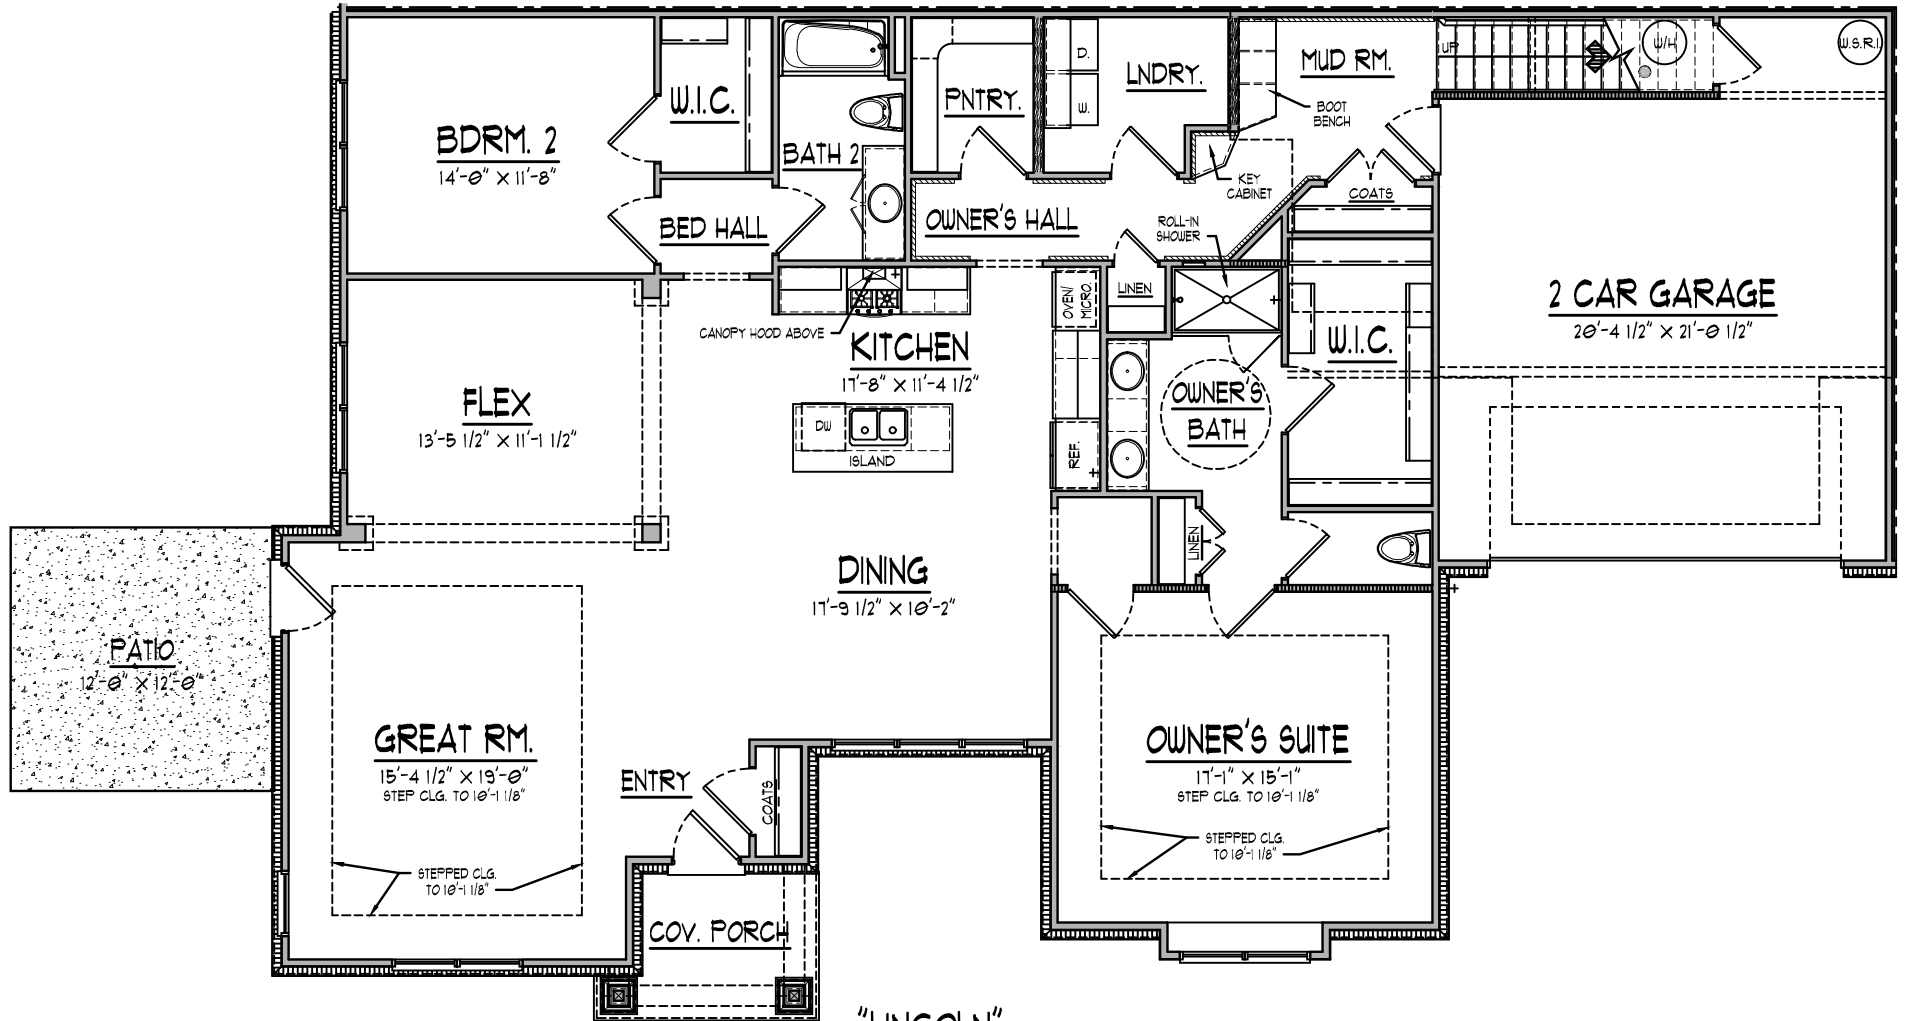 BDRM. 2
14'-0" X 11'-8"
W.I.C.
BATH 2
BED HALL
PNTRY.
D.
W.
LNDRY.
MUD RM.
BOOT
BENCH
UP
W/H
W.S.R.I.
KEY
CABINET
COATS
OWNER'S HALL
ROLL-IN
SHOWER
2 CAR GARAGE
20'-4 1/2" X 21'-0 1/2"
CANOPY HOOD ABOVE
KITCHEN
17'-8" X 11'-4 1/2"
OVEN/
MICRO.
LINEN
W.I.C.
FLEX
13'-5 1/2" X 11'-1 1/2"
DW
ISLAND
REF.
OWNER'S
BATH
LINEN
DINING
17'-9 1/2" X 10'-2"
PATIO
12'-0" X 12'-0"
GREAT RM.
15'-4 1/2" X 19'-0"
STEP CLG. TO 10'-1 1/8"
ENTRY
COATS
OWNER'S SUITE
17'-1" X 15'-1"
STEP CLG. TO 10'-1 1/8"
STEPPED CLG.
TO 10'-1 1/8"
STEPPED CLG.
TO 10'-1 1/8"
COV. PORCH
"LINCOLN"